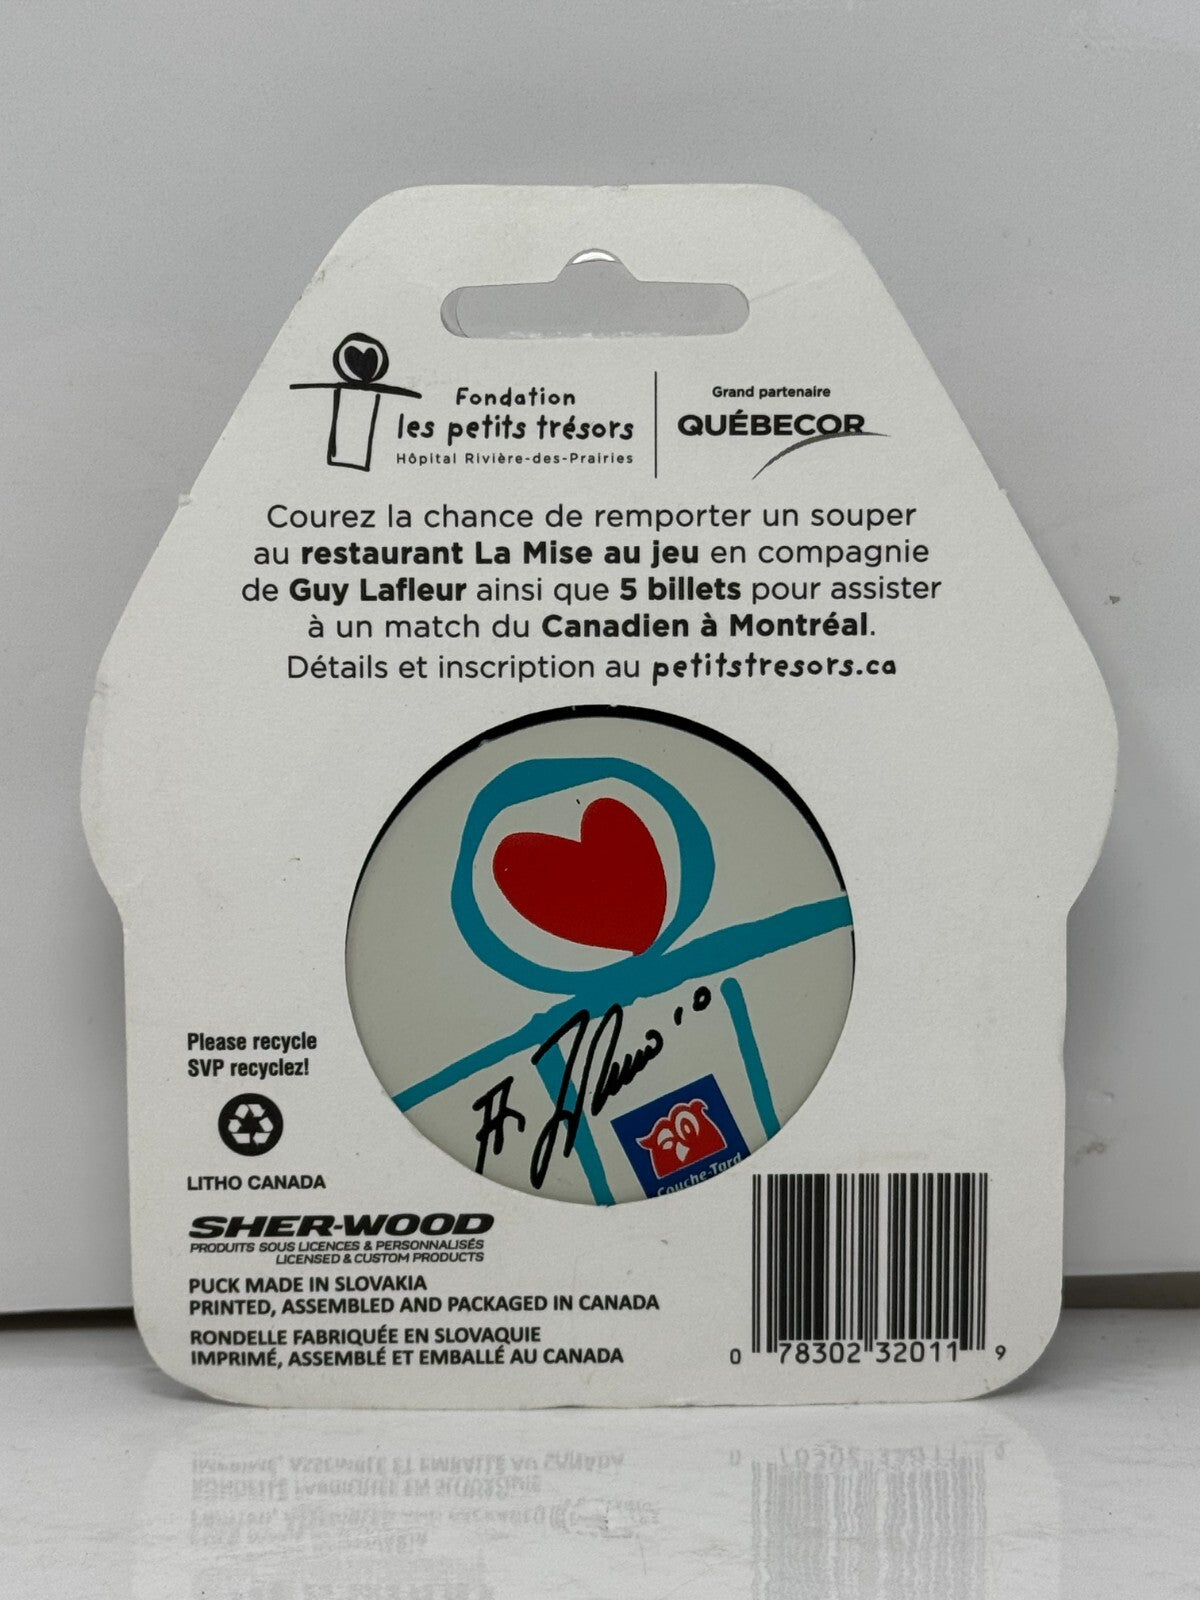 Fondation
les petits trésors
Hôpital Rivière-des-Prairies
Grand partenaire
QUÉBECOR
Courez la chance de remporter un souper
au restaurant La Mise au jeu en compagnie
de Guy Lafleur ainsi que 5 billets pour assister
à un match du Canadien à Montréal.
Détails et inscription au petitstresors.ca
10
Couche-Tard
Please recycle
SVP recyclez!
LITHO CANADA
SHER-WOOD
PRODUITS SOUS LICENCES & PERSONNALISÉS
LICENSED & CUSTOM PRODUCTS
PUCK MADE IN SLOVAKIA
PRINTED, ASSEMBLED AND PACKAGED IN CANADA
RONDELLE FABRIQUÉE EN SLOVAQUIE
IMPRIMÉ, ASSEMBLÉ ET EMBALLÉ AU CANADA
0 78302 32011 9